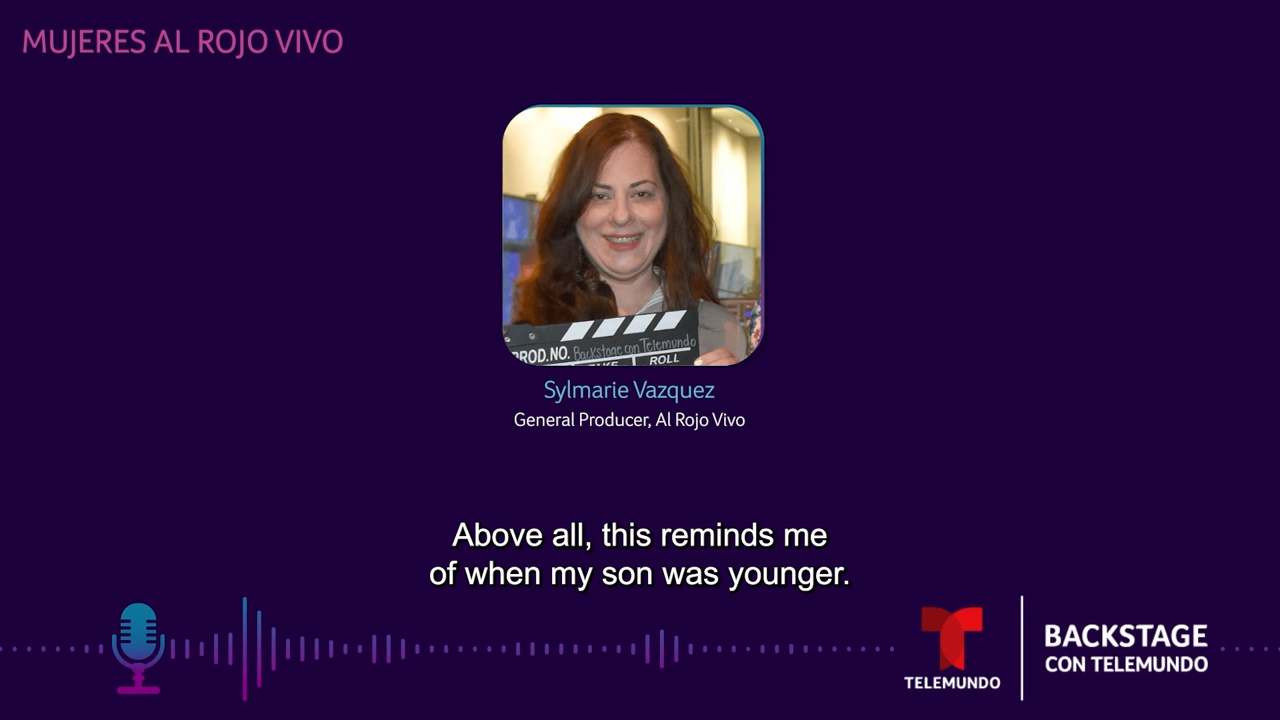 MUJERES AL ROJO VIVO
PROD.NO. Backstage con Telemundo
TAKE ROLL
Sylmarie Vazquez
General Producer, Al Rojo Vivo
Above all, this reminds me
of when my son was younger.
TELEMUNDO
BACKSTAGE
CON TELEMUNDO